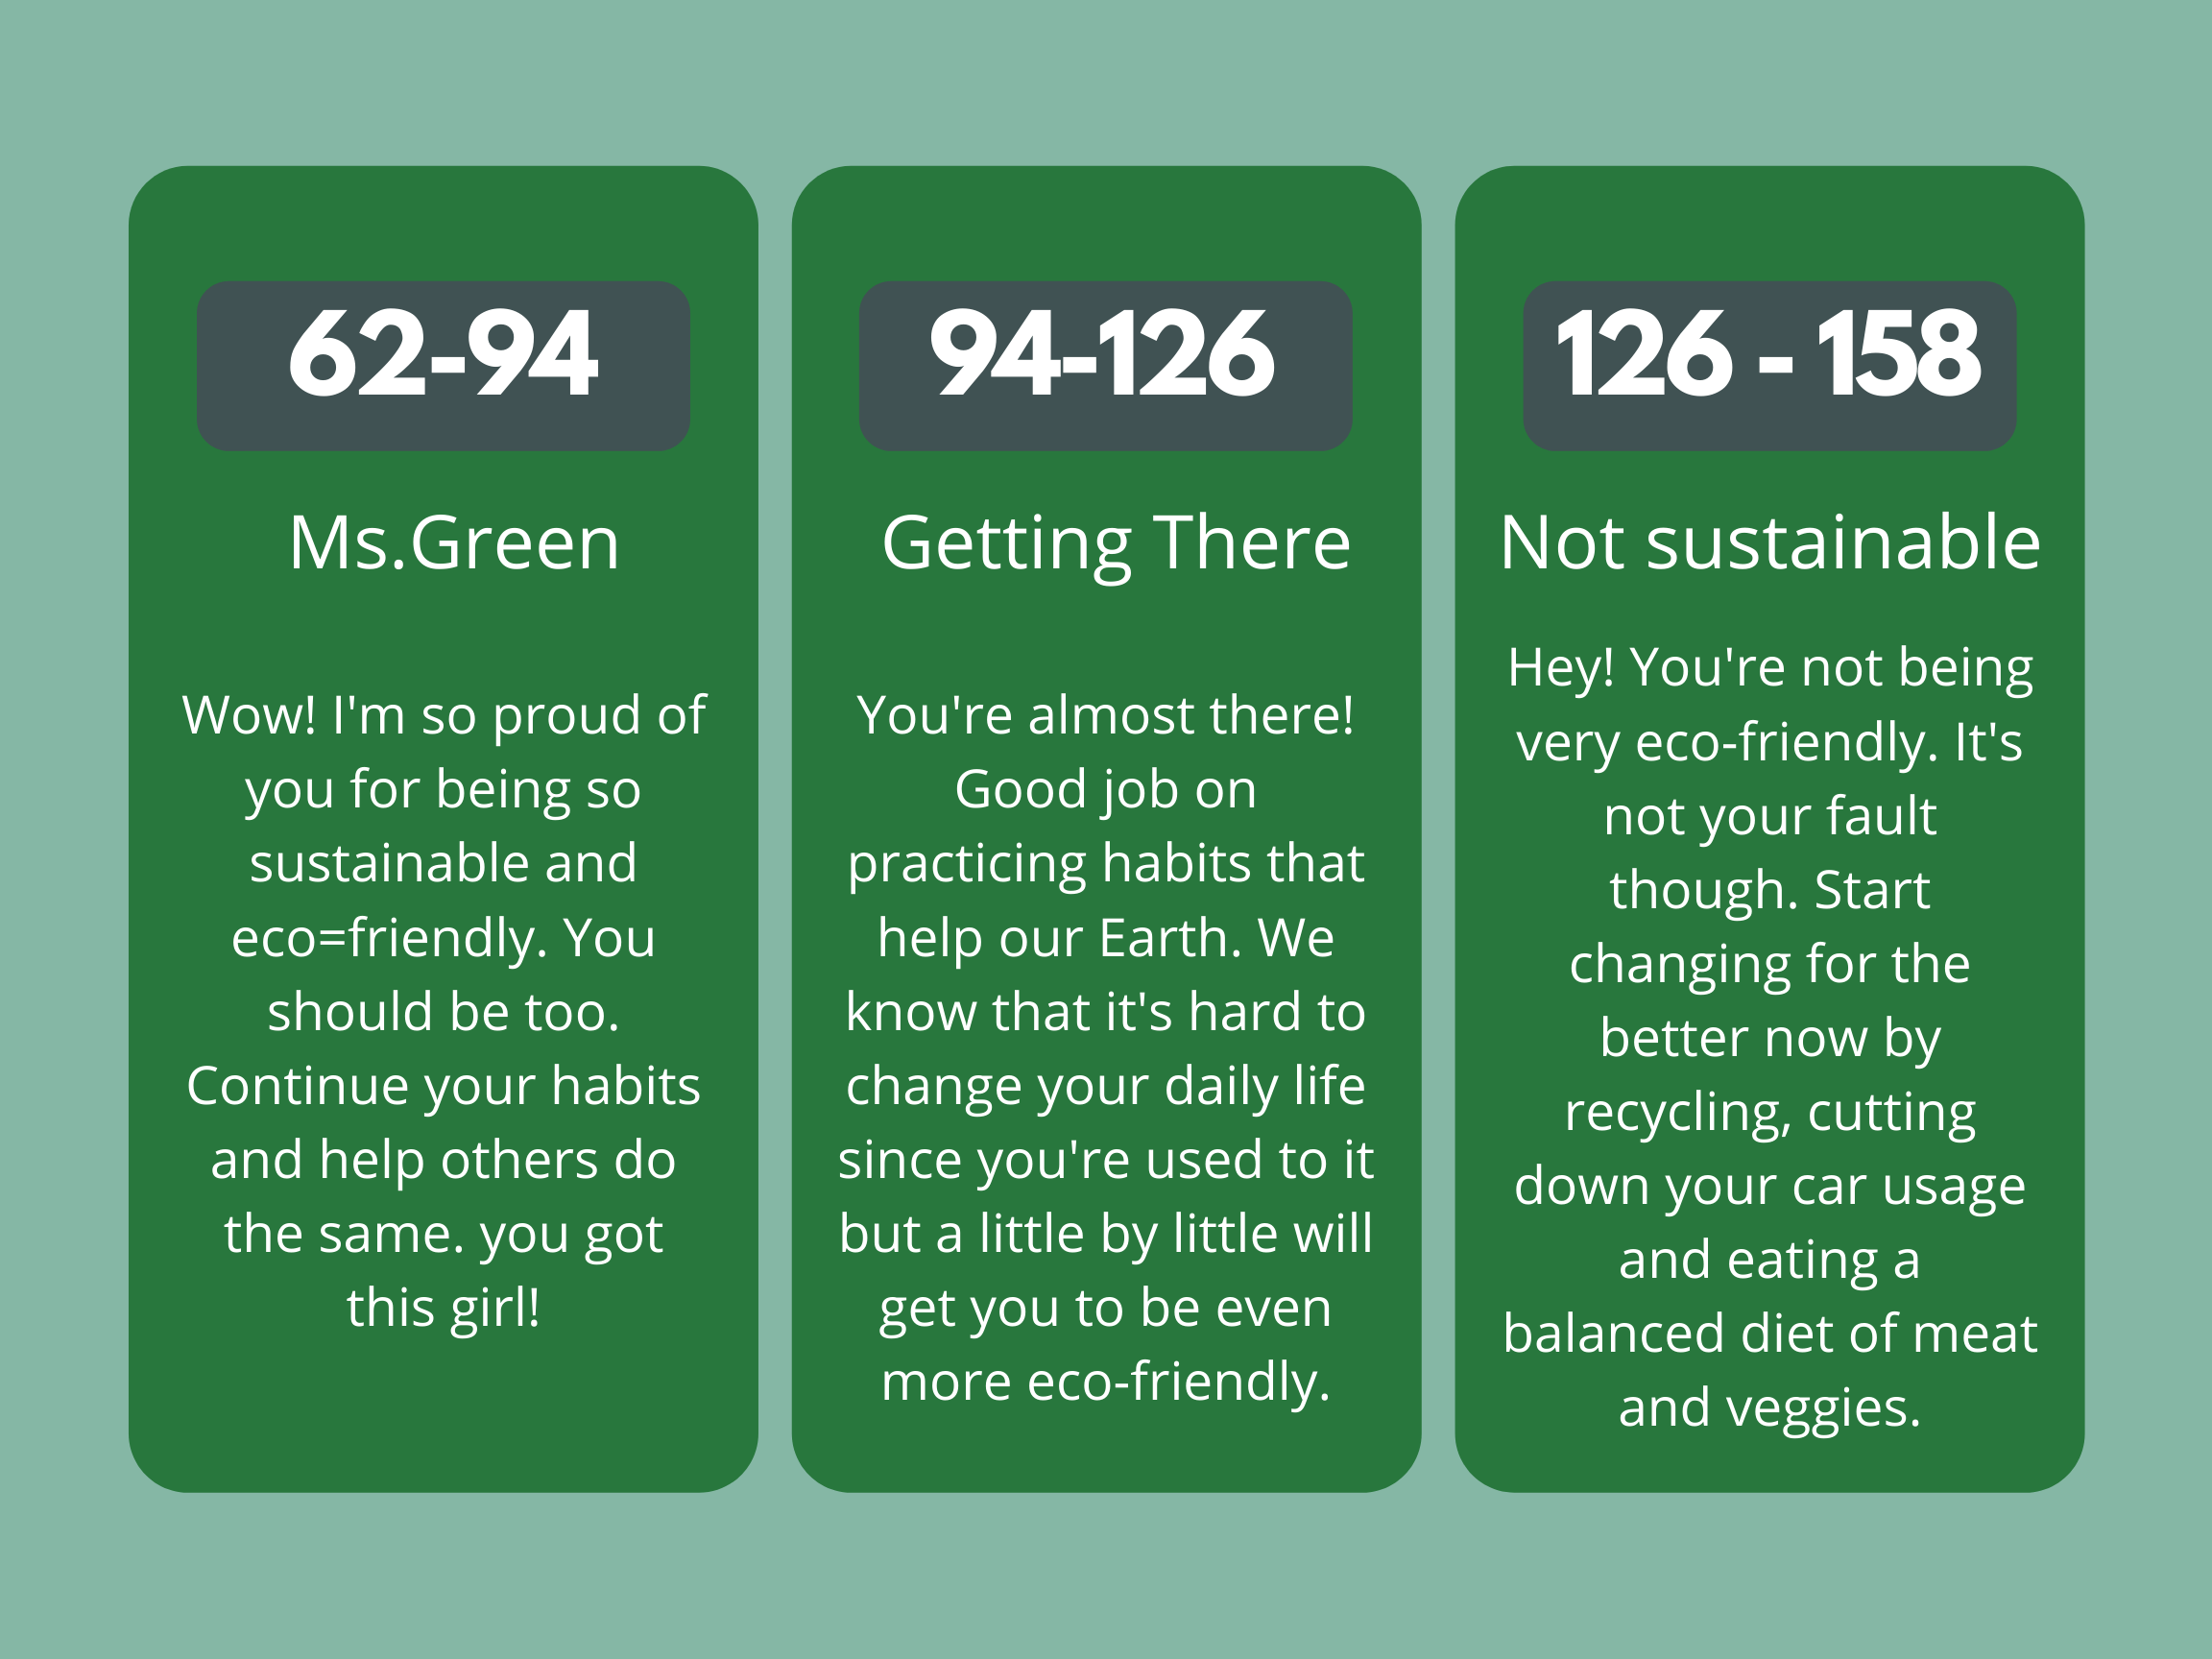 62-94
Ms.Green
Wow! I'm so proud of
you for being so
sustainable and
eco=friendly. You
should be too.
Continue your habits
and help others do
the same. you got
this girl!
94-126
Getting There
You're almost there!
Good job on
practicing habits that
help our Earth. We
know that it's hard to
change your daily life
since you're used to it
but a little by little will
get you to be even
more eco-friendly.
126 - 158
Not sustainable
Hey! You're not being
very eco-friendly. It's
not your fault
though. Start
changing for the
better now by
recycling, cutting
down your car usage
and eating a
balanced diet of meat
and veggies.